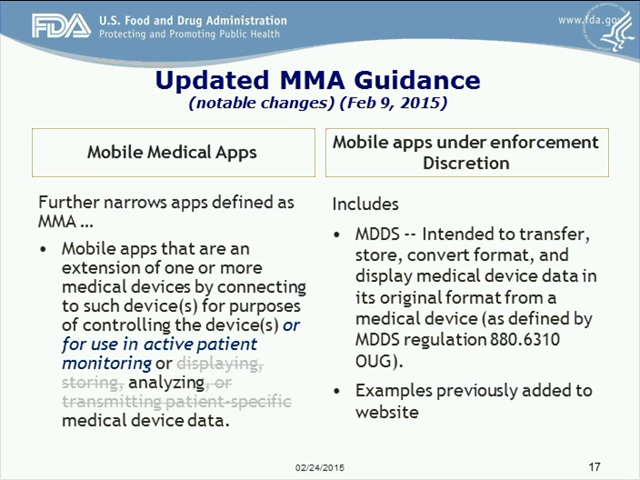 FDA U.S. Food and Drug Administration
Protecting and Promoting Public Health
www.fda.gov
Updated MMA Guidance
(notable changes) (Feb 9, 2015)
Mobile Medical Apps
Further narrows apps defined as
MMA …
• Mobile apps that are an
extension of one or more
medical devices by connecting
to such device(s) for purposes
of controlling the device(s) or
for use in active patient
monitoring or displaying,
storing, analyzing, or
transmitting patient-specific
medical device data.
Mobile apps under enforcement
Discretion
Includes
• MDDS -- Intended to transfer,
store, convert format, and
display medical device data in
its original format from a
medical device (as defined by
MDDS regulation 880.6310
OUG).
• Examples previously added to
website
02/24/2015
17